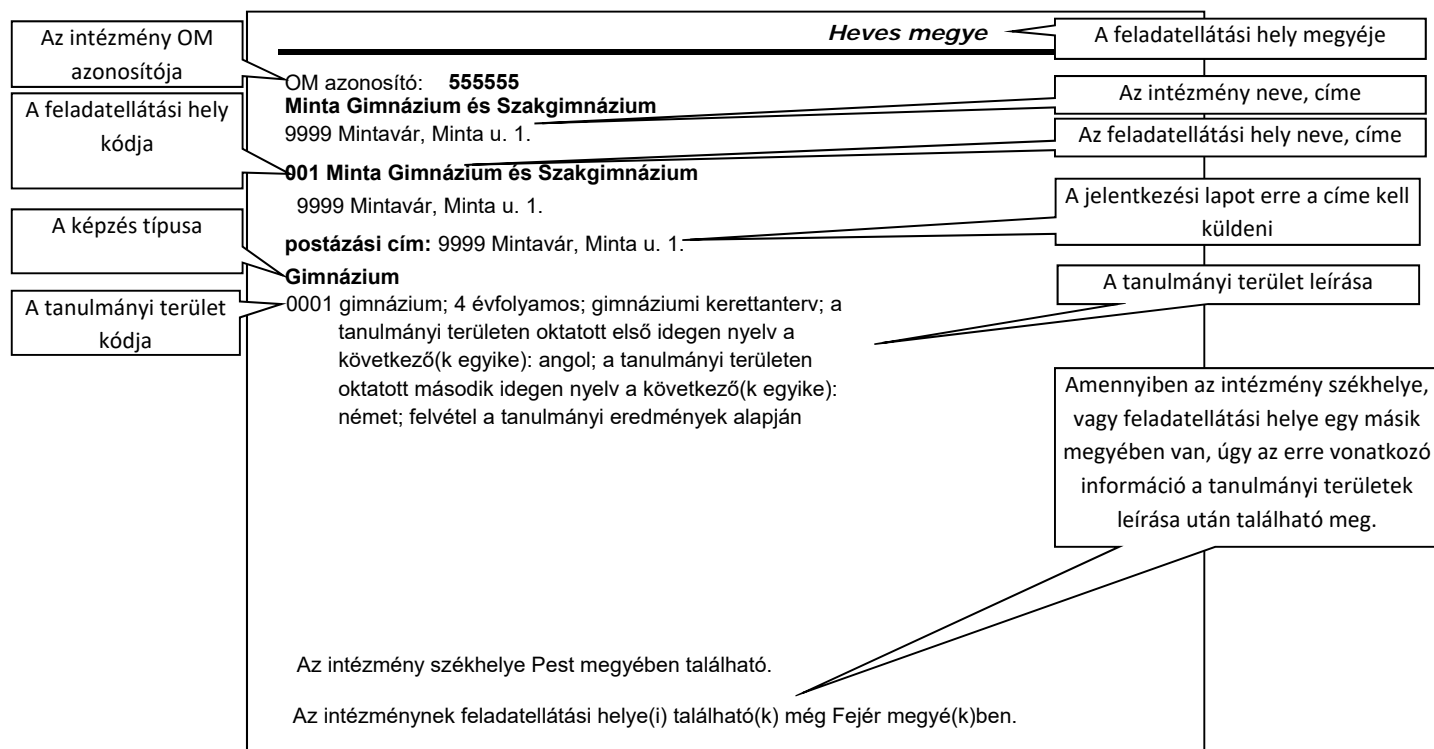 Az intézmény OM
azonosítója
A feladatellátási hely
kódja
A képzés típusa
A tanulmányi terület
kódja
Heves megye
OM azonosító: 555555
Minta Gimnázium és Szakgimnázium
9999 Mintavár, Minta u. 1.
001 Minta Gimnázium és Szakgimnázium
9999 Mintavár, Minta u. 1.
postázási cím: 9999 Mintavár, Minta u. 1.
Gimnázium
0001 gimnázium; 4 évfolyamos; gimnáziumi kerettanterv; a
tanulmányi területen oktatott első idegen nyelv a
következő(k egyike): angol; a tanulmányi területen
oktatott második idegen nyelv a következő(k egyike):
német; felvétel a tanulmányi eredmények alapján
Az intézmény székhelye Pest megyében található.
Az intézménynek feladatellátási helye(i) található(k) még Fejér megyé(k)ben.
A feladatellátási hely megyéje
Az intézmény neve, címe
Az feladatellátási hely neve, címe
A jelentkezési lapot erre a címe kell
küldeni
A tanulmányi terület leírása
Amennyiben az intézmény székhelye,
vagy feladatellátási helye egy másik
megyében van, úgy az erre vonatkozó
információ a tanulmányi területek
leírása után található meg.